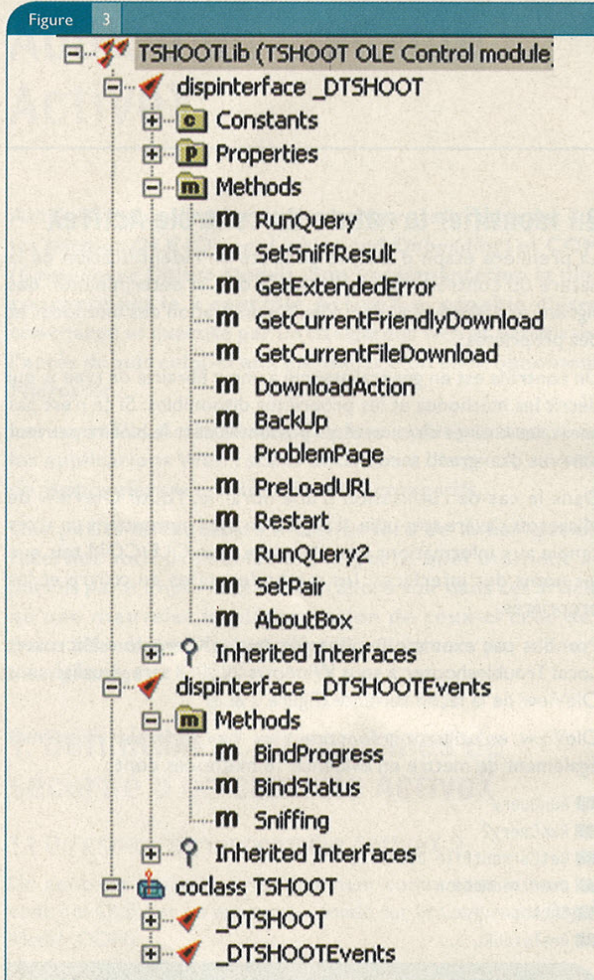 Figure 3
TSHOOTLib (TSHOOT OLE Control module)
dispinterface _DTSHOOT
c Constants
p Properties
m Methods
m RunQuery
m SetSniffResult
m GetExtendedError
m GetCurrentFriendlyDownload
m GetCurrentFileDownload
m DownloadAction
m BackUp
m ProblemPage
m PreLoadURL
m Restart
m RunQuery2
m SetPair
m AboutBox
Inherited Interfaces
dispinterface _DTSHOOTEvents
m Methods
m BindProgress
m BindStatus
m Sniffing
Inherited Interfaces
coclass TSHOOT
_DTSHOOT
_DTSHOOTEvents